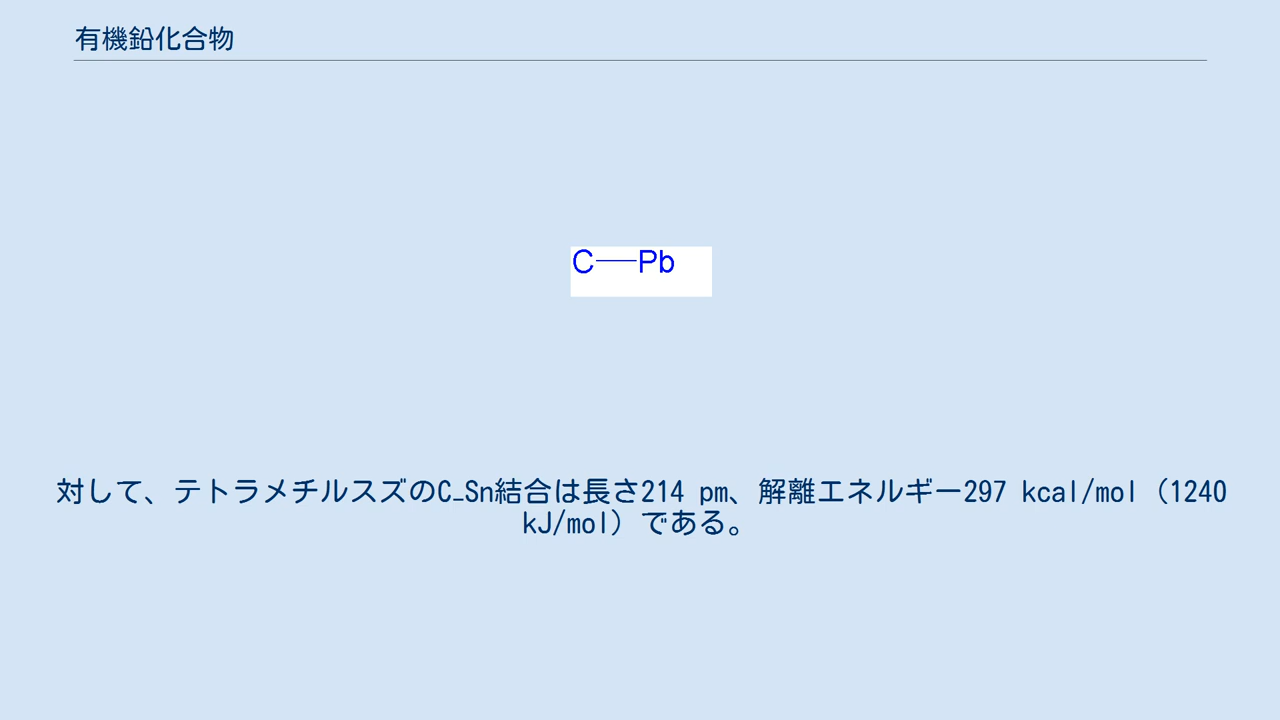 有機鉛化合物
C—Pb
対して、テトラメチルスズのC–Sn結合は長さ214 pm、解離エネルギー297 kcal/mol（1240
kJ/mol）である。